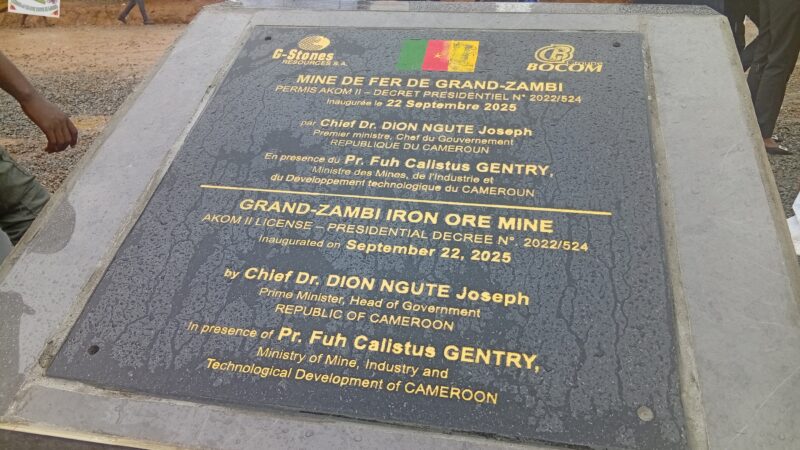 G-Stones
RESOURCES S.A.
Groupe
BOCOM
MINE DE FER DE GRAND-ZAMBI
PERMIS AKOM II – DECRET PRESIDENTIEL N° 2022/524
Inaugurée le 22 Septembre 2025
par Chief Dr. DION NGUTE Joseph
Premier ministre, Chef du Gouvernement
REPUBLIQUE DU CAMEROUN
En presence du Pr. Fuh Calistus GENTRY,
Ministre des Mines, de l'Industrie et
du Developpement technologique du CAMEROUN
GRAND-ZAMBI IRON ORE MINE
AKOM II LICENSE – PRESIDENTIAL DECREE N°. 2022/524
Inaugurated on September 22, 2025
by Chief Dr. DION NGUTE Joseph
Prime Minister, Head of Government
REPUBLIC OF CAMEROON
In presence of Pr. Fuh Calistus GENTRY,
Ministry of Mine, Industry and
Technological Development of CAMEROON